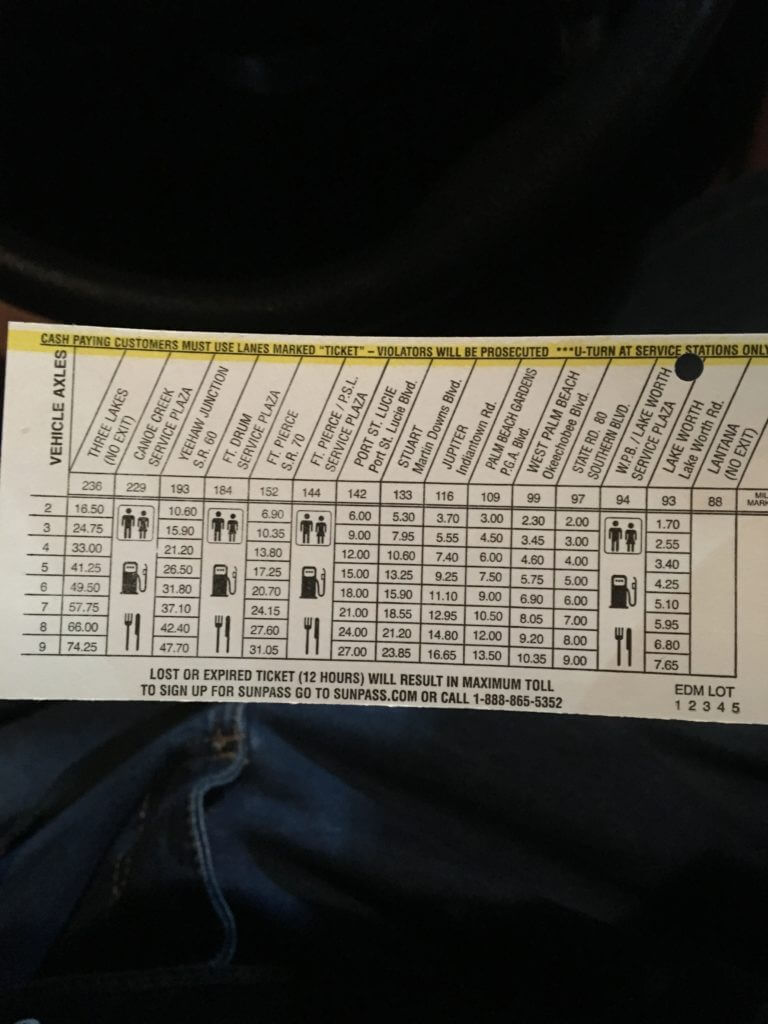 CASH PAYING CUSTOMERS MUST USE LANES MARKED "TICKET" – VIOLATORS WILL BE PROSECUTED ***U-TURN AT SERVICE STATIONS ONLY
VEHICLE AXLES
THREE LAKES
(NO EXIT)
CANOE CREEK
SERVICE PLAZA
YEEHAW JUNCTION
S.R. 60
FT. DRUM
SERVICE PLAZA
FT. PIERCE
S.R. 70
FT. PIERCE / P.S.L.
SERVICE PLAZA
PORT ST. LUCIE
Port St. Lucie Blvd.
STUART
Martin Downs Blvd.
JUPITER
Indiantown Rd.
PALM BEACH GARDENS
P.G.A. Blvd.
WEST PALM BEACH
Okeechobee Blvd.
STATE RD. 80
SOUTHERN BLVD.
W.P.B. / LAKE WORTH
SERVICE PLAZA
LAKE WORTH
Lake Worth Rd.
LANTANA
(NO EXIT)
236 229 193 184 152 144 142 133 116 109 99 97 94 93 88
2 16.50 10.60 6.90 6.00 5.30 3.70 3.00 2.30 2.00 1.70
3 24.75 15.90 10.35 9.00 7.95 5.55 4.50 3.45 3.00 2.55
4 33.00 21.20 13.80 12.00 10.60 7.40 6.00 4.60 4.00 3.40
5 41.25 26.50 17.25 15.00 13.25 9.25 7.50 5.75 5.00 4.25
6 49.50 31.80 20.70 18.00 15.90 11.10 9.00 6.90 6.00 5.10
7 57.75 37.10 24.15 21.00 18.55 12.95 10.50 8.05 7.00 5.95
8 66.00 42.40 27.60 24.00 21.20 14.80 12.00 9.20 8.00 6.80
9 74.25 47.70 31.05 27.00 23.85 16.65 13.50 10.35 9.00 7.65
LOST OR EXPIRED TICKET (12 HOURS) WILL RESULT IN MAXIMUM TOLL
TO SIGN UP FOR SUNPASS GO TO SUNPASS.COM OR CALL 1-888-865-5352
EDM LOT
1 2 3 4 5